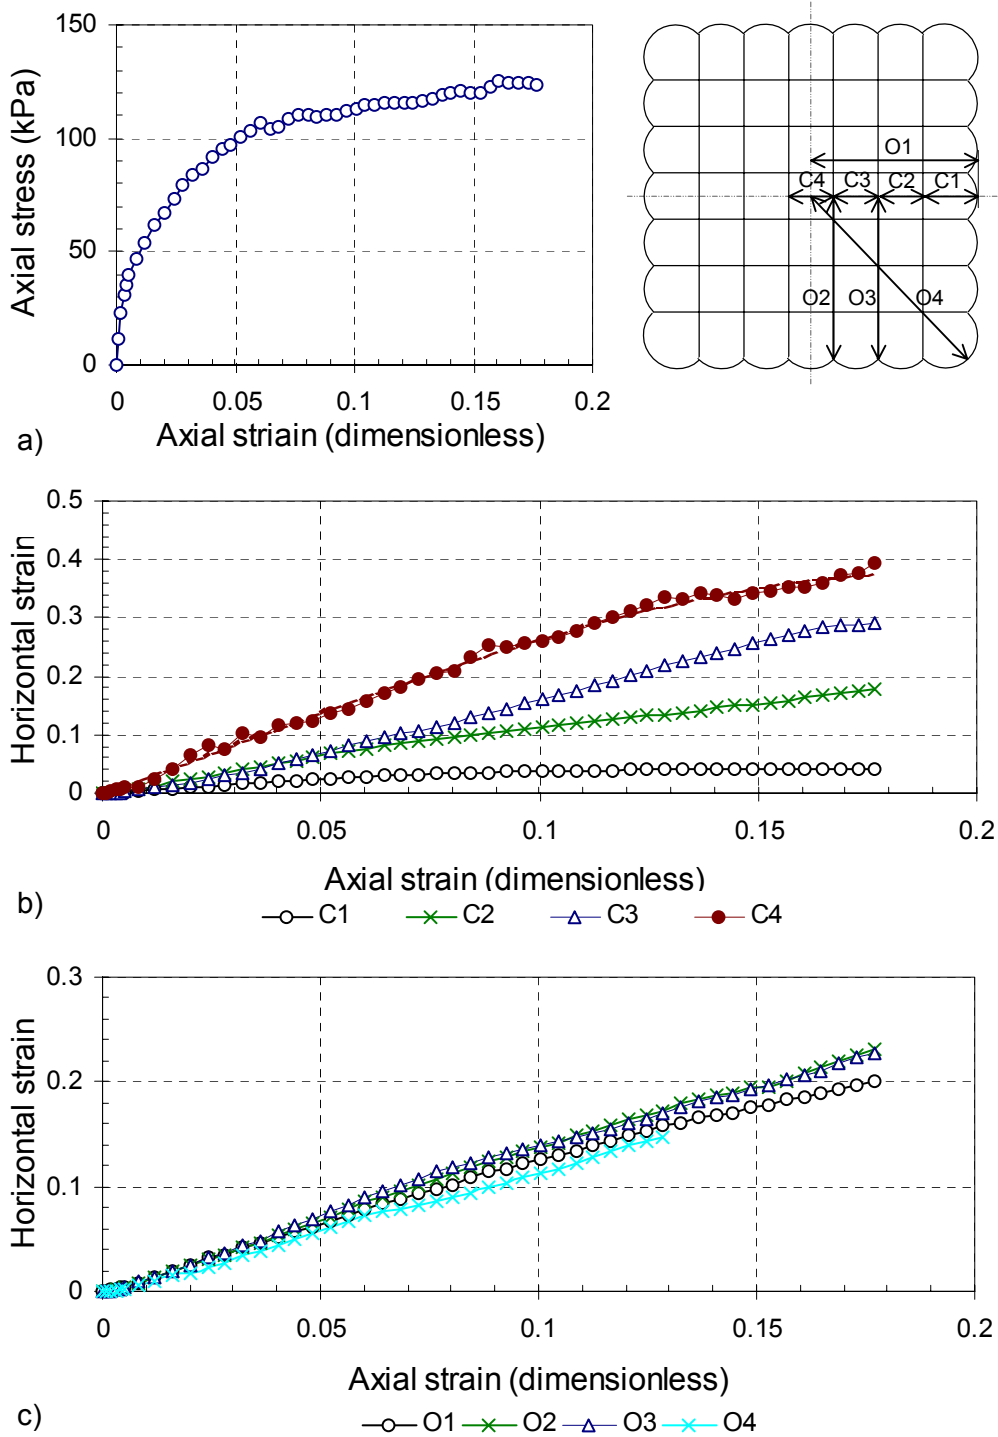 150
100
50
0
Axial stress (kPa)
0 0.05 0.1 0.15 0.2
Axial striain (dimensionless)
a)
O1
C4 C3 C2 C1
O2 O3 O4
0.5
0.4
0.3
0.2
0.1
0
Horizontal strain
0 0.05 0.1 0.15 0.2
Axial strain (dimensionless)
b)
C1 C2 C3 C4
0.3
0.2
0.1
0
Horizontal strain
0 0.05 0.1 0.15 0.2
Axial strain (dimensionless)
c)
O1 O2 O3 O4